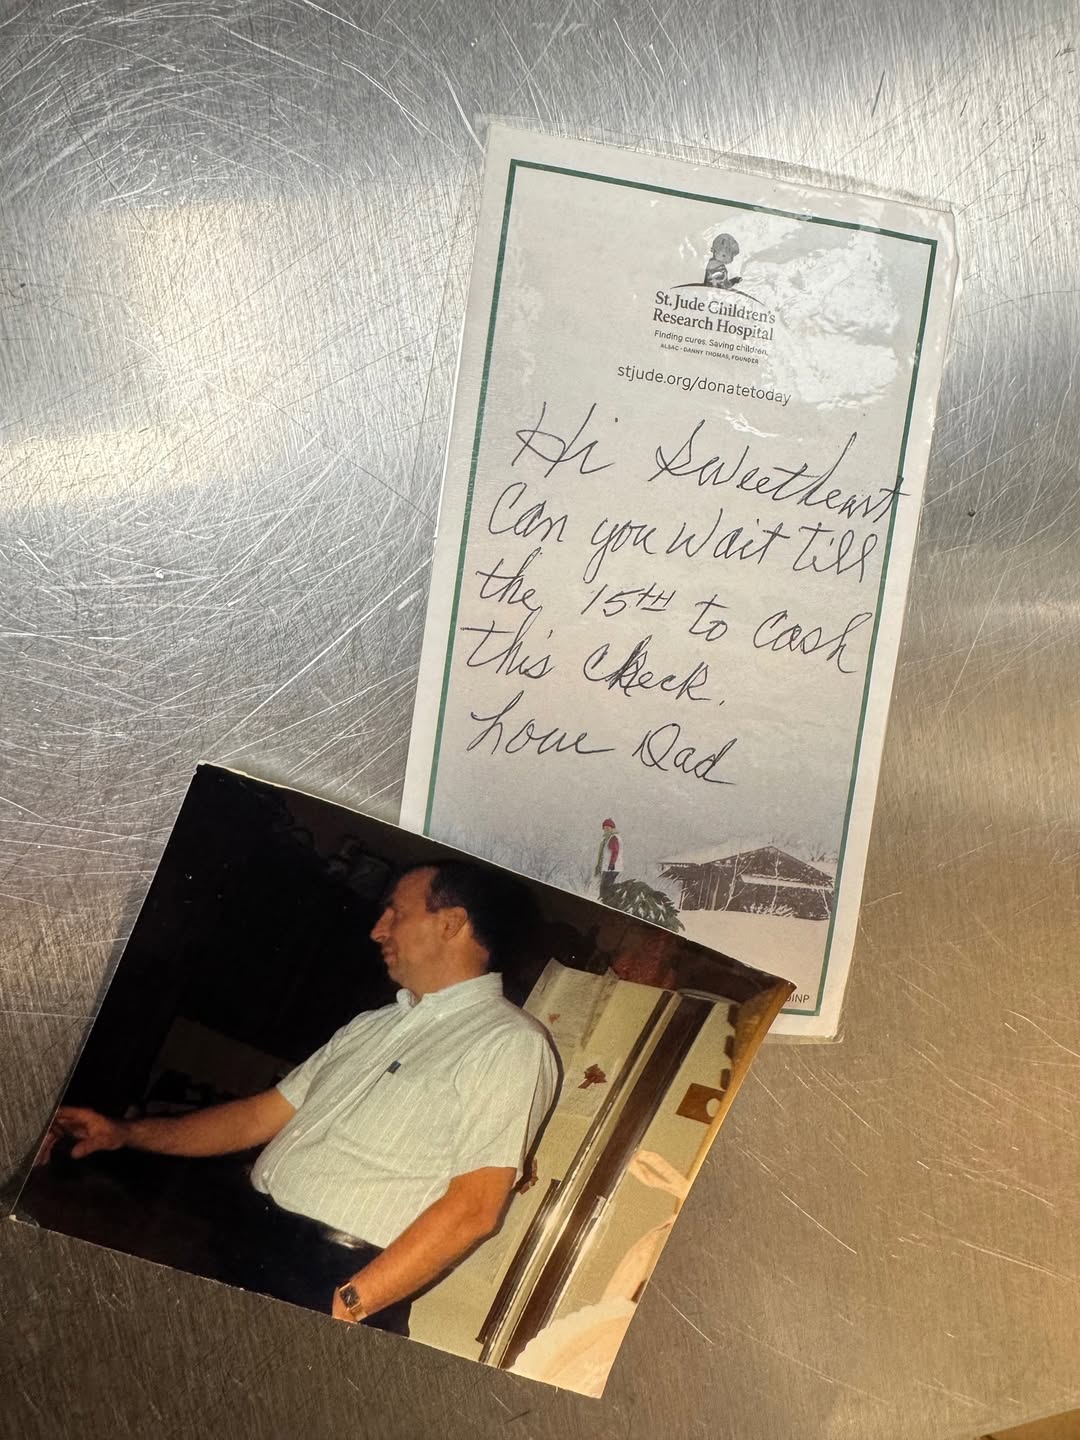 St. Jude Children's
Research Hospital
Finding cures. Saving children.
ALSAC · DANNY THOMAS, FOUNDER
stjude.org/donatetoday
Hi Sweetheart
Can you Wait till
the 15TH to Cash
this Check.
Love Dad